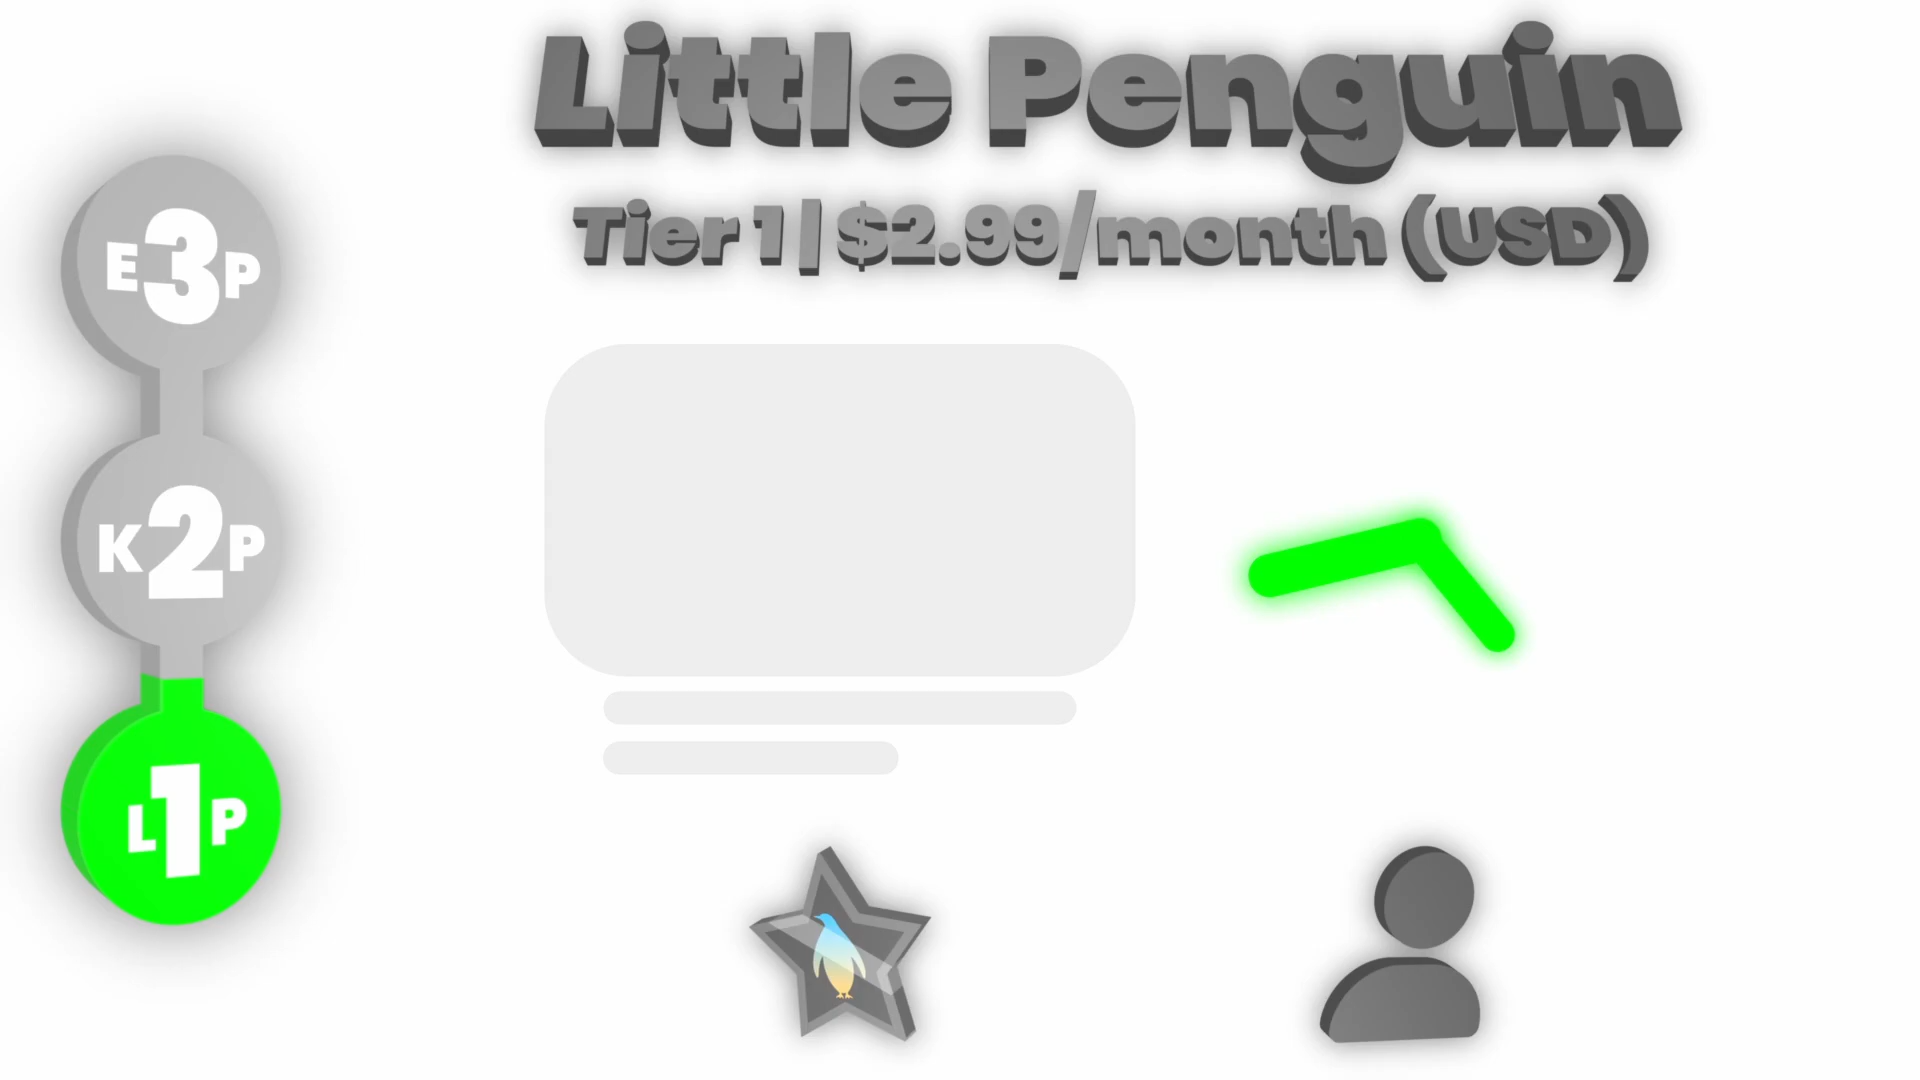 Little Penguin
Tier 1 | $2.99/month (USD)
E3P
K2P
L1P